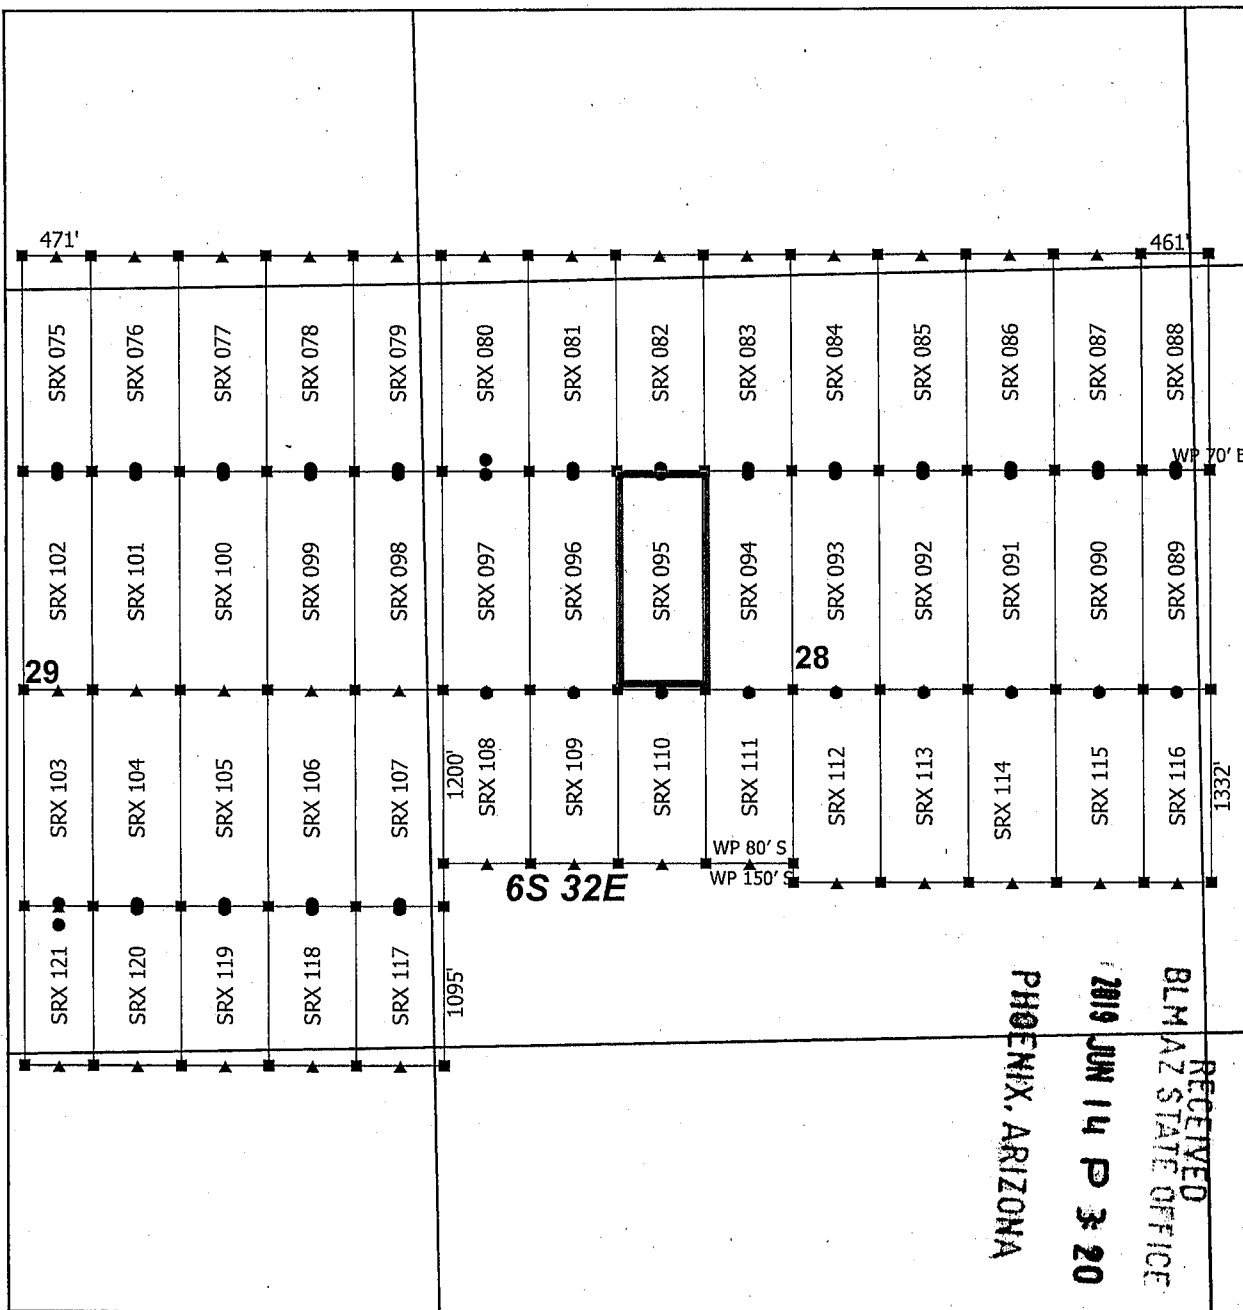 471'
461'
SRX 075
SRX 076
SRX 077
SRX 078
SRX 079
SRX 080
SRX 081
SRX 082
SRX 083
SRX 084
SRX 085
SRX 086
SRX 087
SRX 088
WP 70' E
SRX 102
SRX 101
SRX 100
SRX 099
SRX 098
SRX 097
SRX 096
SRX 095
SRX 094
SRX 093
SRX 092
SRX 091
SRX 090
SRX 089
29
28
SRX 103
SRX 104
SRX 105
SRX 106
SRX 107
1200'
SRX 108
SRX 109
SRX 110
SRX 111
SRX 112
SRX 113
SRX 114
SRX 115
SRX 116
1332'
WP 80' S
WP 150' S
6S 32E
SRX 121
SRX 120
SRX 119
SRX 118
SRX 117
1095'
RECEIVED
BLM AZ STATE OFFICE
2019 JUN 14 P 3:20
PHOENIX, ARIZONA